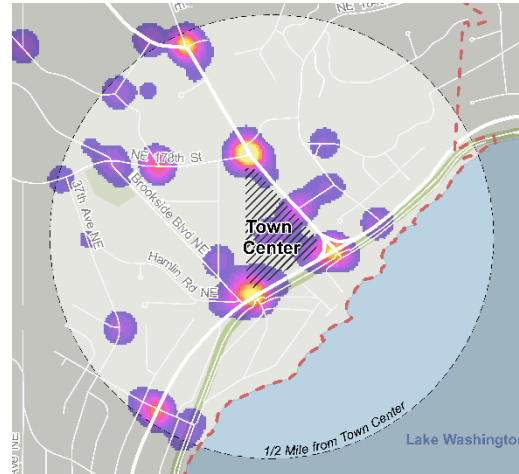 NE 178th St
37th Ave NE
Brookside Blvd NE
Town
Center
Hamlin Rd NE
1/2 Mile from Town Center
Lake Washington